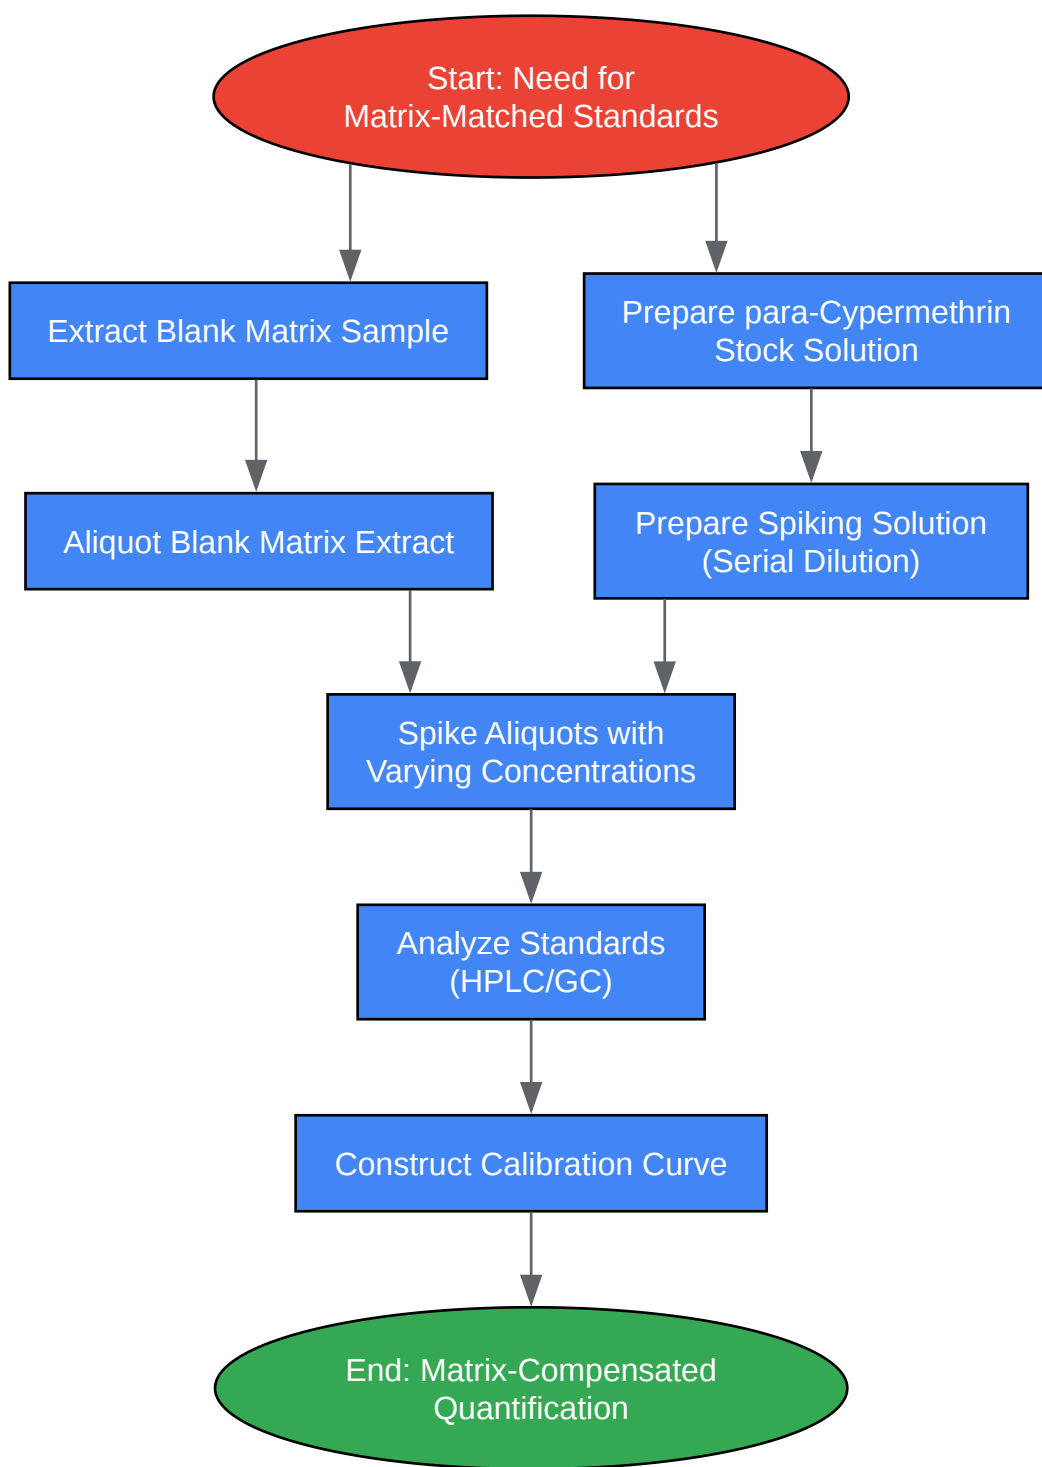 Start: Need for
Matrix-Matched Standards
Extract Blank Matrix Sample
Prepare para-Cypermethrin
Stock Solution
Aliquot Blank Matrix Extract
Prepare Spiking Solution
(Serial Dilution)
Spike Aliquots with
Varying Concentrations
Analyze Standards
(HPLC/GC)
Construct Calibration Curve
End: Matrix-Compensated
Quantification